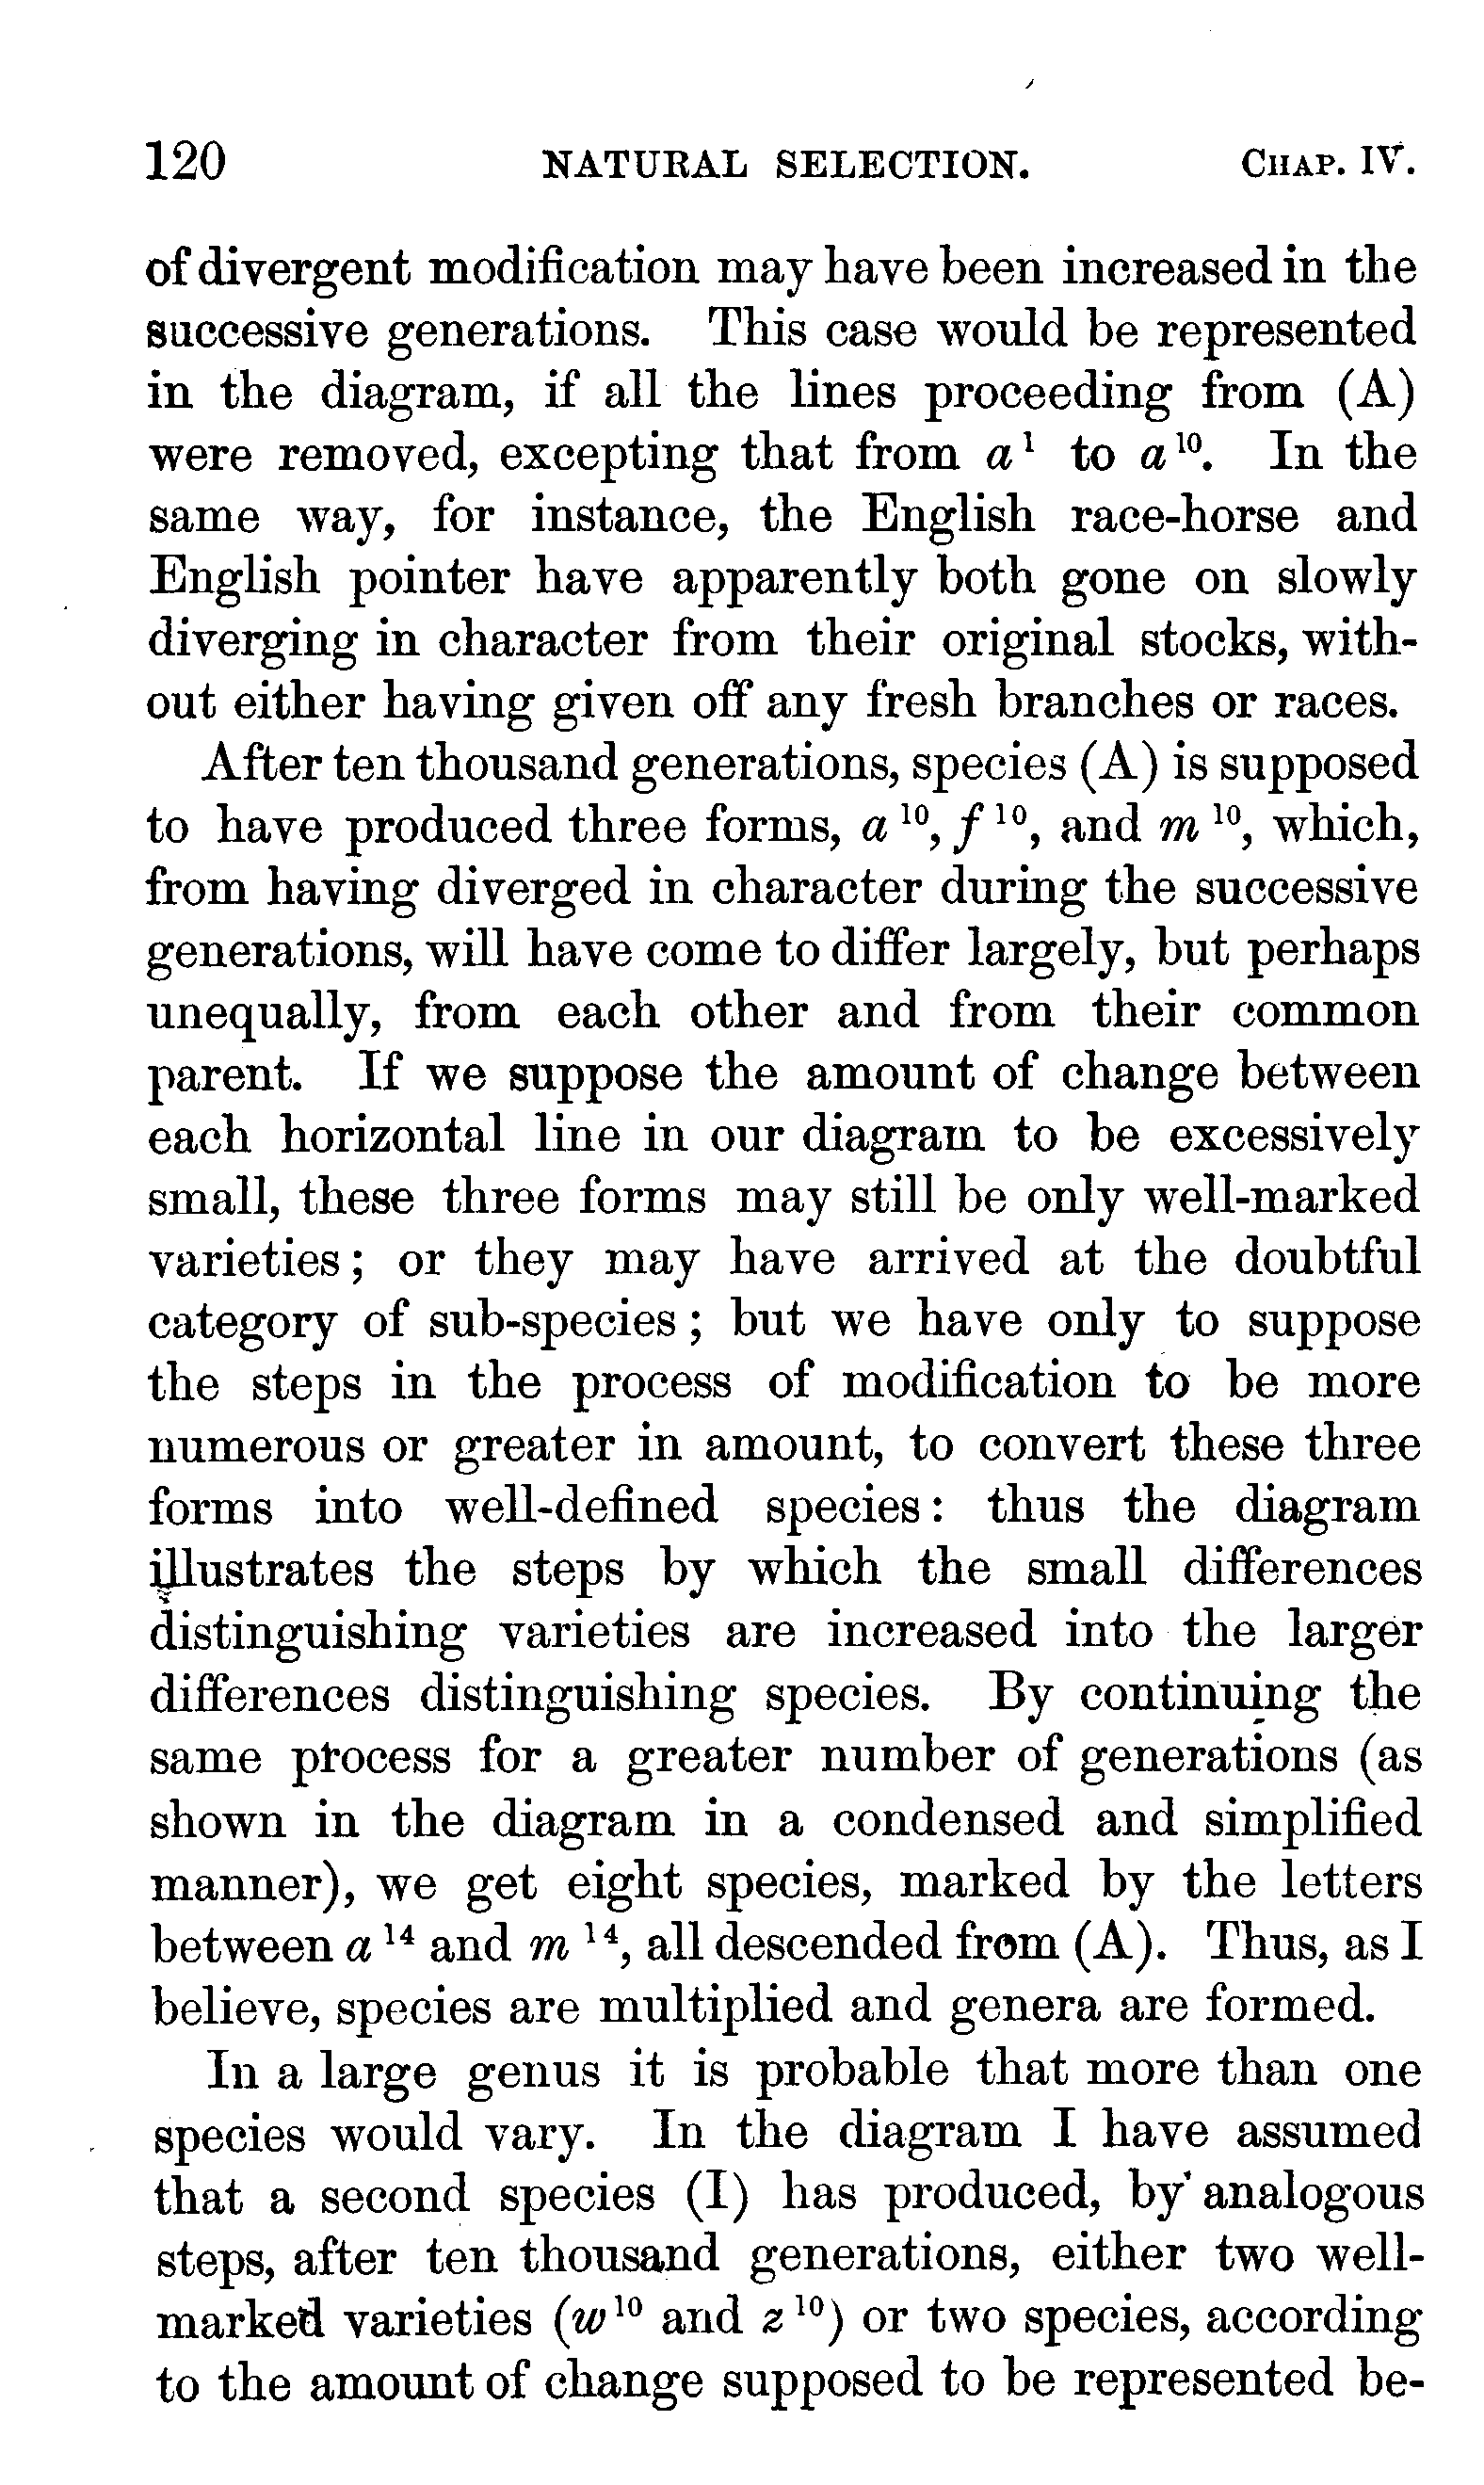 120 NATURAL SELECTION. CHAP. IV.
of divergent modification may have been increased in the
successive generations. This case would be represented
in the diagram, if all the lines proceeding from (A)
were removed, excepting that from a¹ to a¹⁰. In the
same way, for instance, the English race-horse and
English pointer have apparently both gone on slowly
diverging in character from their original stocks, with-
out either having given off any fresh branches or races.
After ten thousand generations, species (A) is supposed
to have produced three forms, a¹⁰, f¹⁰, and m¹⁰, which,
from having diverged in character during the successive
generations, will have come to differ largely, but perhaps
unequally, from each other and from their common
parent. If we suppose the amount of change between
each horizontal line in our diagram to be excessively
small, these three forms may still be only well-marked
varieties; or they may have arrived at the doubtful
category of sub-species; but we have only to suppose
the steps in the process of modification to be more
numerous or greater in amount, to convert these three
forms into well-defined species: thus the diagram
illustrates the steps by which the small differences
distinguishing varieties are increased into the larger
differences distinguishing species. By continuing the
same process for a greater number of generations (as
shown in the diagram in a condensed and simplified
manner), we get eight species, marked by the letters
between a¹⁴ and m¹⁴, all descended from (A). Thus, as I
believe, species are multiplied and genera are formed.
In a large genus it is probable that more than one
species would vary. In the diagram I have assumed
that a second species (I) has produced, by analogous
steps, after ten thousand generations, either two well-
marked varieties (w¹⁰ and z¹⁰) or two species, according
to the amount of change supposed to be represented be-